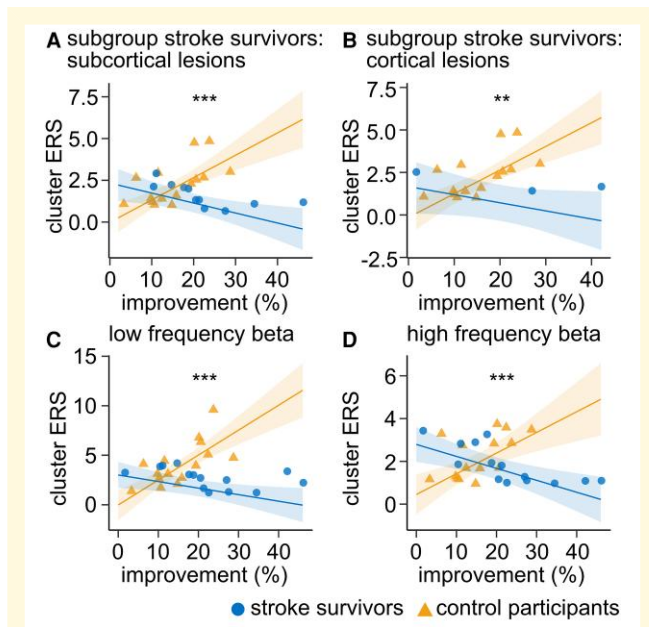 A subgroup stroke survivors:
subcortical lesions
7.5
5.0
2.5
0.0
cluster ERS
***
0 10 20 30 40
improvement (%)
B subgroup stroke survivors:
cortical lesions
7.5
5.0
2.5
0.0
-2.5
cluster ERS
**
0 10 20 30 40
improvement (%)
C low frequency beta
15
10
5
0
cluster ERS
***
0 10 20 30 40
improvement (%)
D high frequency beta
6
4
2
0
cluster ERS
***
0 10 20 30 40
improvement (%)
stroke survivors control participants